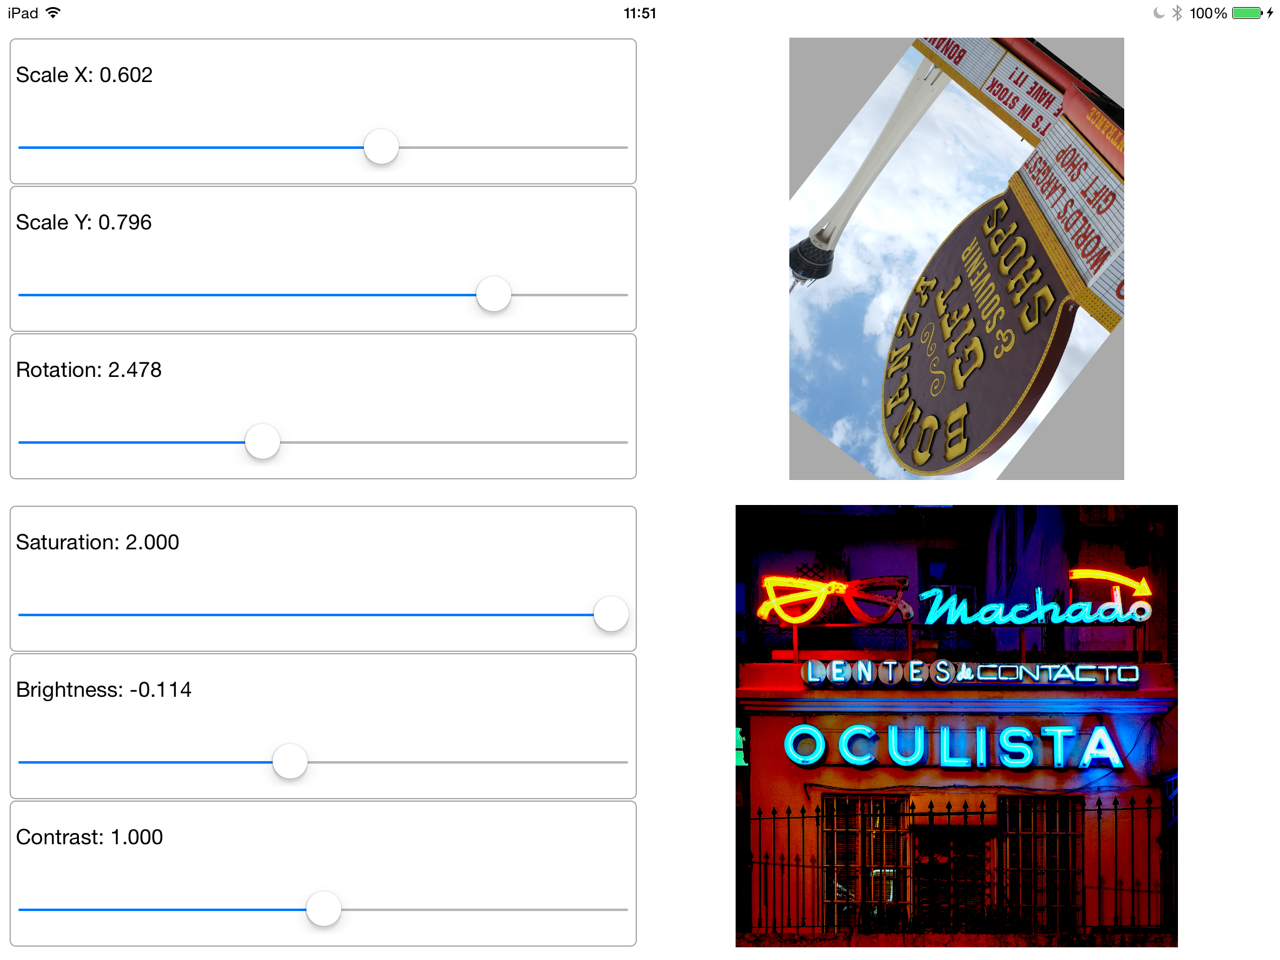 iPad 11:51 100%
Scale X: 0.602
Scale Y: 0.796
Rotation: 2.478
BONAN
T'S IN STOCK
E HAVE IT!
WORLD'S LARGEST
GIFT SHOP
BONANZA
GIFT
& SOUVENIR
SHOPS
Saturation: 2.000
Brightness: -0.114
Contrast: 1.000
Machado
LENTES de CONTACTO
OCULISTA